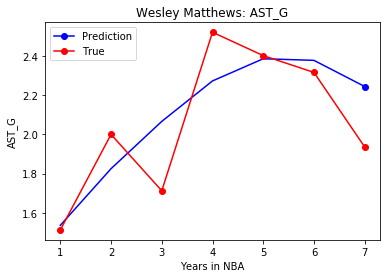 Wesley Matthews: AST_G
Prediction
True
AST_G
2.4
2.2
2.0
1.8
1.6
1 2 3 4 5 6 7
Years in NBA